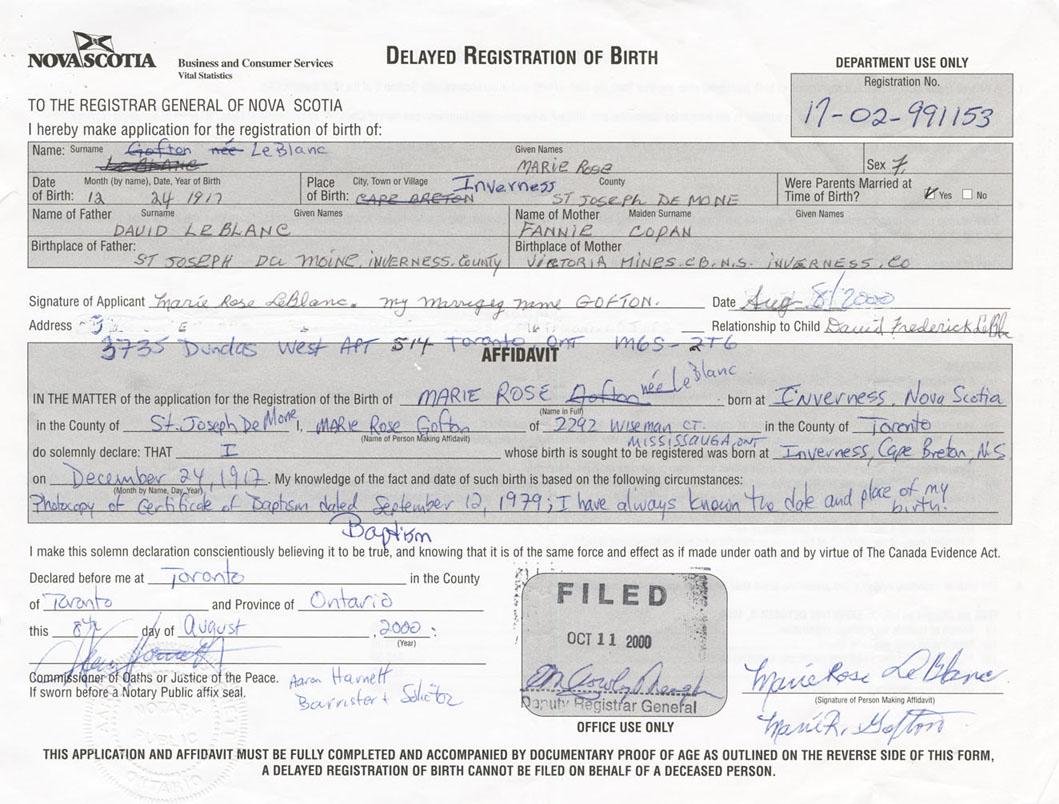 NOVA SCOTIA
Business and Consumer Services
Vital Statistics
DELAYED REGISTRATION OF BIRTH
DEPARTMENT USE ONLY
Registration No.
17-02-991153
TO THE REGISTRAR GENERAL OF NOVA SCOTIA
I hereby make application for the registration of birth of:
Name: Surname Gofton née LeBlanc Given Names MARIE ROSE Sex F.
LeBLANC
Date of Birth: Month (by name), Date, Year of Birth 12 24 1917
Place of Birth: City, Town or Village Inverness CAPE BRETON County ST JOSEPH DE MONE
Were Parents Married at Time of Birth? ✓ Yes No
Name of Father Surname Given Names DAVID LEBLANC
Name of Mother Maiden Surname Given Names FANNIE COPAN
Birthplace of Father: ST JOSEPH DU MOINE, INVERNESS. COUNTY
Birthplace of Mother VICTORIA MINES. CB. N.S. INVERNESS. CO
Signature of Applicant Marie Rose LeBlanc. my marrigeg name GOFTON. Date Aug 8/2000
Address Relationship to Child David Frederick LeBlc
3735 Dundas West APT 514 Toronto, ONT M6S-2T6
AFFIDAVIT
IN THE MATTER of the application for the Registration of the Birth of MARIE ROSE Gofton née LeBlanc born at Inverness, Nova Scotia
(Name in Full)
in the County of St. Joseph De Mone I, MARIE Rose Gofton of 2292 Wiseman CT. in the County of Toronto
(Name of Person Making Affidavit) MISSISSAUGA, ONT
do solemnly declare: THAT I whose birth is sought to be registered was born at Inverness, Cape Breton, N.S
on December 24, 1917. My knowledge of the fact and date of such birth is based on the following circumstances:
(Month by Name, Day, Year)
Photocopy of Certificate of Baptism dated September 12, 1979; I have always known the date and place of my birth.
Baptism
I make this solemn declaration conscientiously believing it to be true, and knowing that it is of the same force and effect as if made under oath and by virtue of The Canada Evidence Act.
Declared before me at Toronto in the County
of Toronto and Province of Ontario
this 8th day of August, 2000.
(Year)
Commissioner of Oaths or Justice of the Peace.
If sworn before a Notary Public affix seal.
Aaron Harnett
Barrister + Solicitor
FILED
OCT 11 2000
Deputy Registrar General
OFFICE USE ONLY
Marie Rose LeBlanc
(Signature of Person Making Affidavit)
Marie R. Gofton
THIS APPLICATION AND AFFIDAVIT MUST BE FULLY COMPLETED AND ACCOMPANIED BY DOCUMENTARY PROOF OF AGE AS OUTLINED ON THE REVERSE SIDE OF THIS FORM,
A DELAYED REGISTRATION OF BIRTH CANNOT BE FILED ON BEHALF OF A DECEASED PERSON.